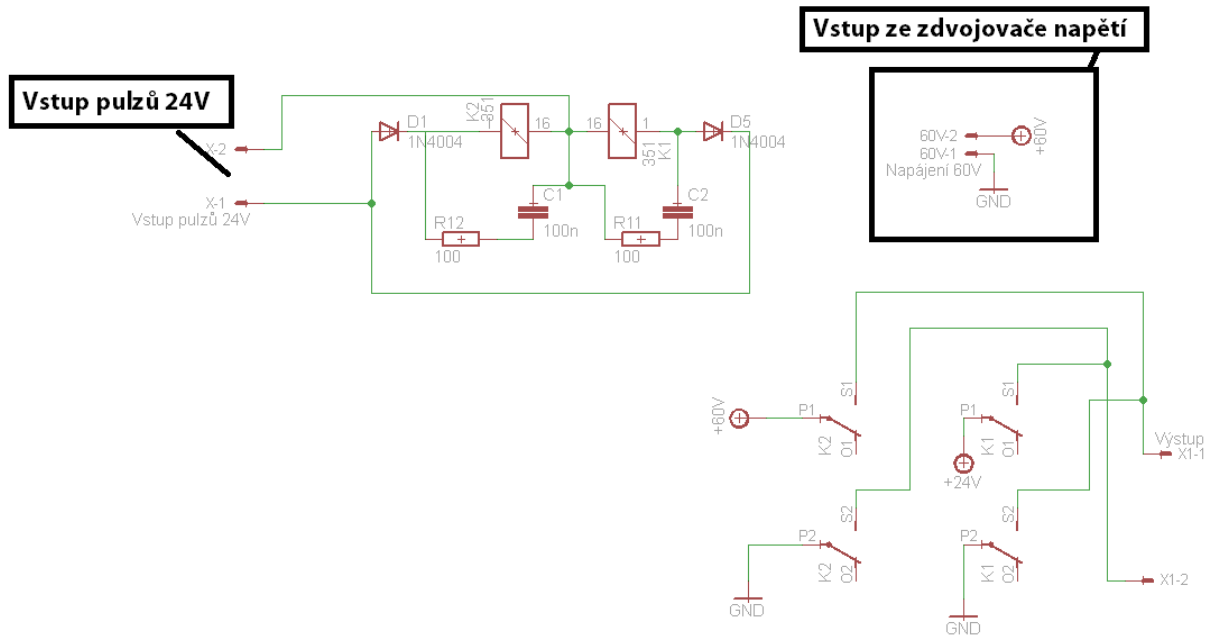 Vstup ze zdvojovače napětí
Vstup pulzů 24V
X-2
X-1
Vstup pulzů 24V
D1
1N4004
K2
351
1
16
16
1
351
K1
D5
1N4004
C1
100n
C2
100n
R12
100
R11
100
60V-2
60V-1
Napájení 60V
+60V
GND
+60V
P1
S1
K2
O1
P1
S1
K1
O1
+24V
Výstup
X1-1
P2
S2
K2
O2
GND
P2
S2
K1
O2
GND
X1-2